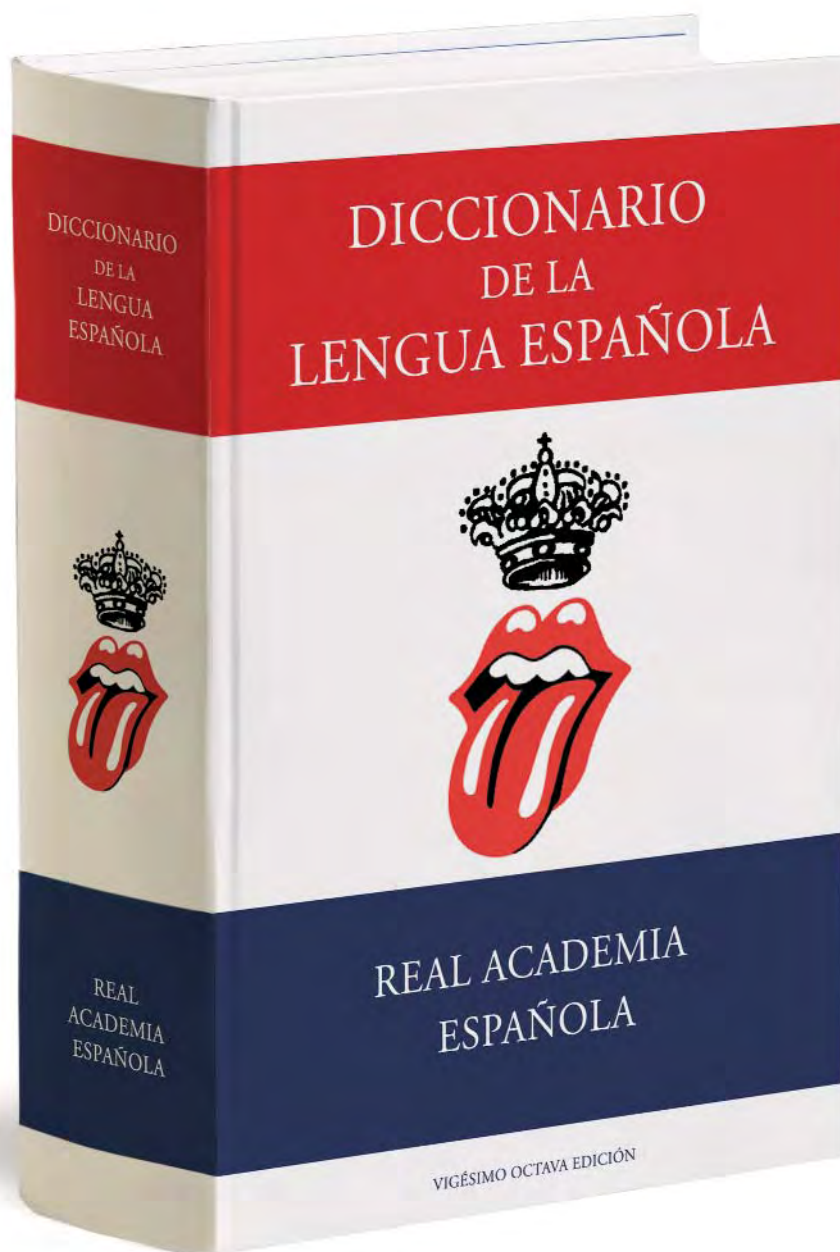 DICCIONARIO
DE LA
LENGUA
ESPAÑOLA
REAL
ACADEMIA
ESPAÑOLA
DICCIONARIO
DE LA
LENGUA ESPAÑOLA
REAL ACADEMIA
ESPAÑOLA
VIGÉSIMO OCTAVA EDICIÓN